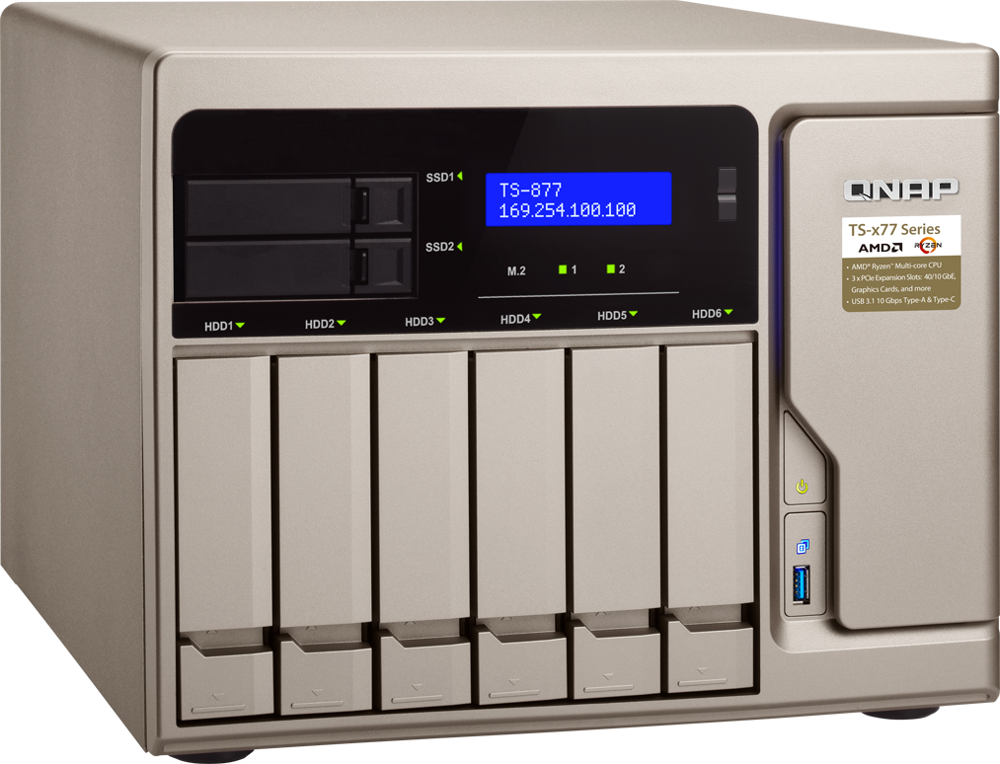 SSD1
SSD2
TS-877
169.254.100.100
M.2
1
2
HDD1
HDD2
HDD3
HDD4
HDD5
HDD6
QNAP
TS-x77 Series
AMD RYZEN
• AMD® Ryzen™ Multi-core CPU
• 3 x PCIe Expansion Slots: 40/10 GbE,
Graphics Cards, and more
• USB 3.1 10 Gbps Type-A & Type-C